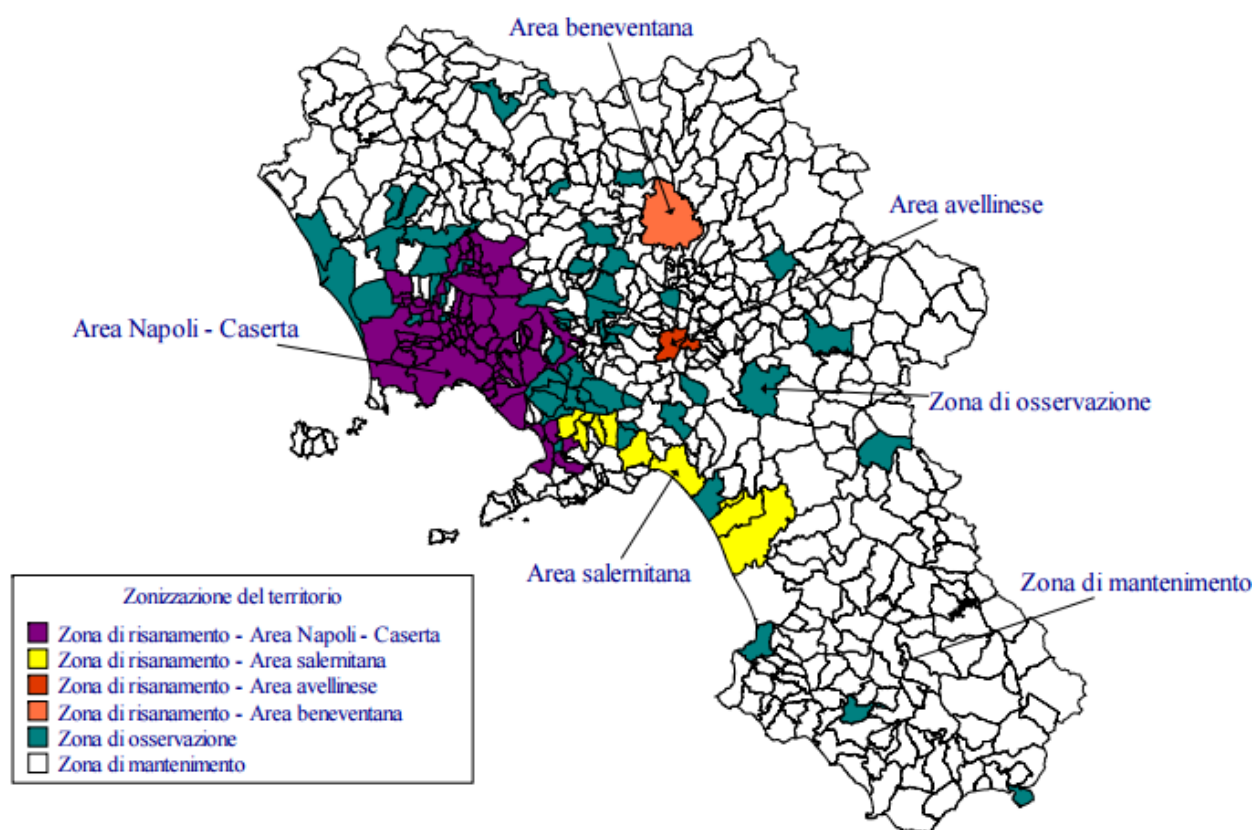 Area beneventana
Area avellinese
Area Napoli - Caserta
Zona di osservazione
Area salernitana
Zona di mantenimento
Zonizzazione del territorio
Zona di risanamento - Area Napoli - Caserta
Zona di risanamento - Area salernitana
Zona di risanamento - Area avellinese
Zona di risanamento - Area beneventana
Zona di osservazione
Zona di mantenimento